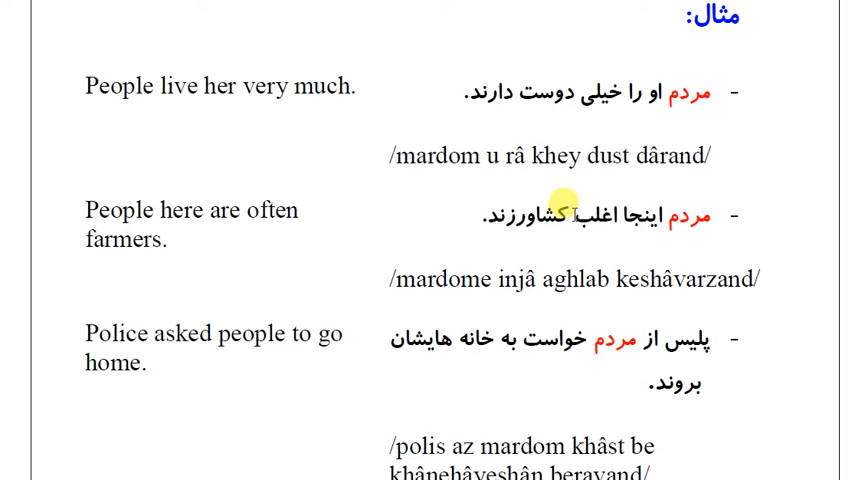 مثال:
People live her very much.
- مردم او را خیلی دوست دارند.
/mardom u râ khey dust dârand/
People here are often
farmers.
- مردم اینجا اغلب کشاورزند.
/mardome injâ aghlab keshâvarzand/
Police asked people to go
home.
- پلیس از مردم خواست به خانه هایشان
بروند.
/polis az mardom khâst be
khânehâyeshân beravand/